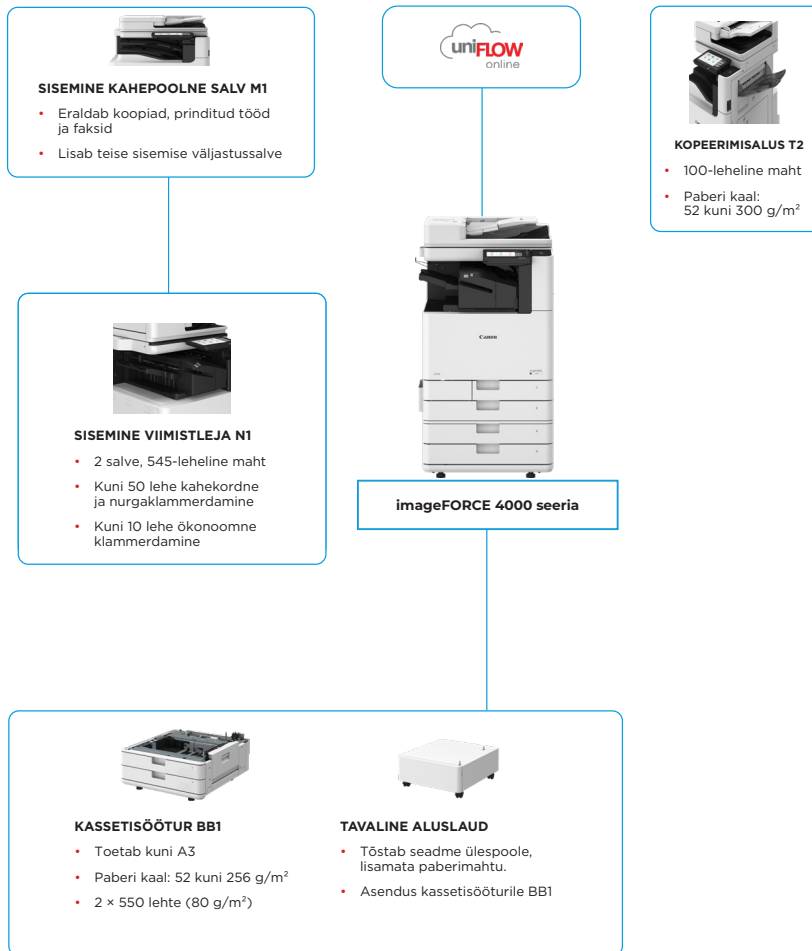 SISEMINE KAHEPOOLNE SALV M1
• Eraldab koopiad, prinditud tööd
ja faksid
• Lisab teise sisemise väljastussalve
uniFLOW
online
KOPEERIMISALUS T2
• 100-leheline maht
• Paberi kaal:
52 kuni 300 g/m²
SISEMINE VIIMISTLEJA N1
• 2 salve, 545-leheline maht
• Kuni 50 lehe kahekordne
ja nurgaklammerdamine
• Kuni 10 lehe ökonoomne
klammerdamine
Canon
imageFORCE 4000 seeria
KASSETISÖÖTUR BB1
• Toetab kuni A3
• Paberi kaal: 52 kuni 256 g/m²
• 2 × 550 lehte (80 g/m²)
TAVALINE ALUSLAUD
• Tõstab seadme ülespoole,
lisamata paberimahtu.
• Asendus kassetisööturile BB1